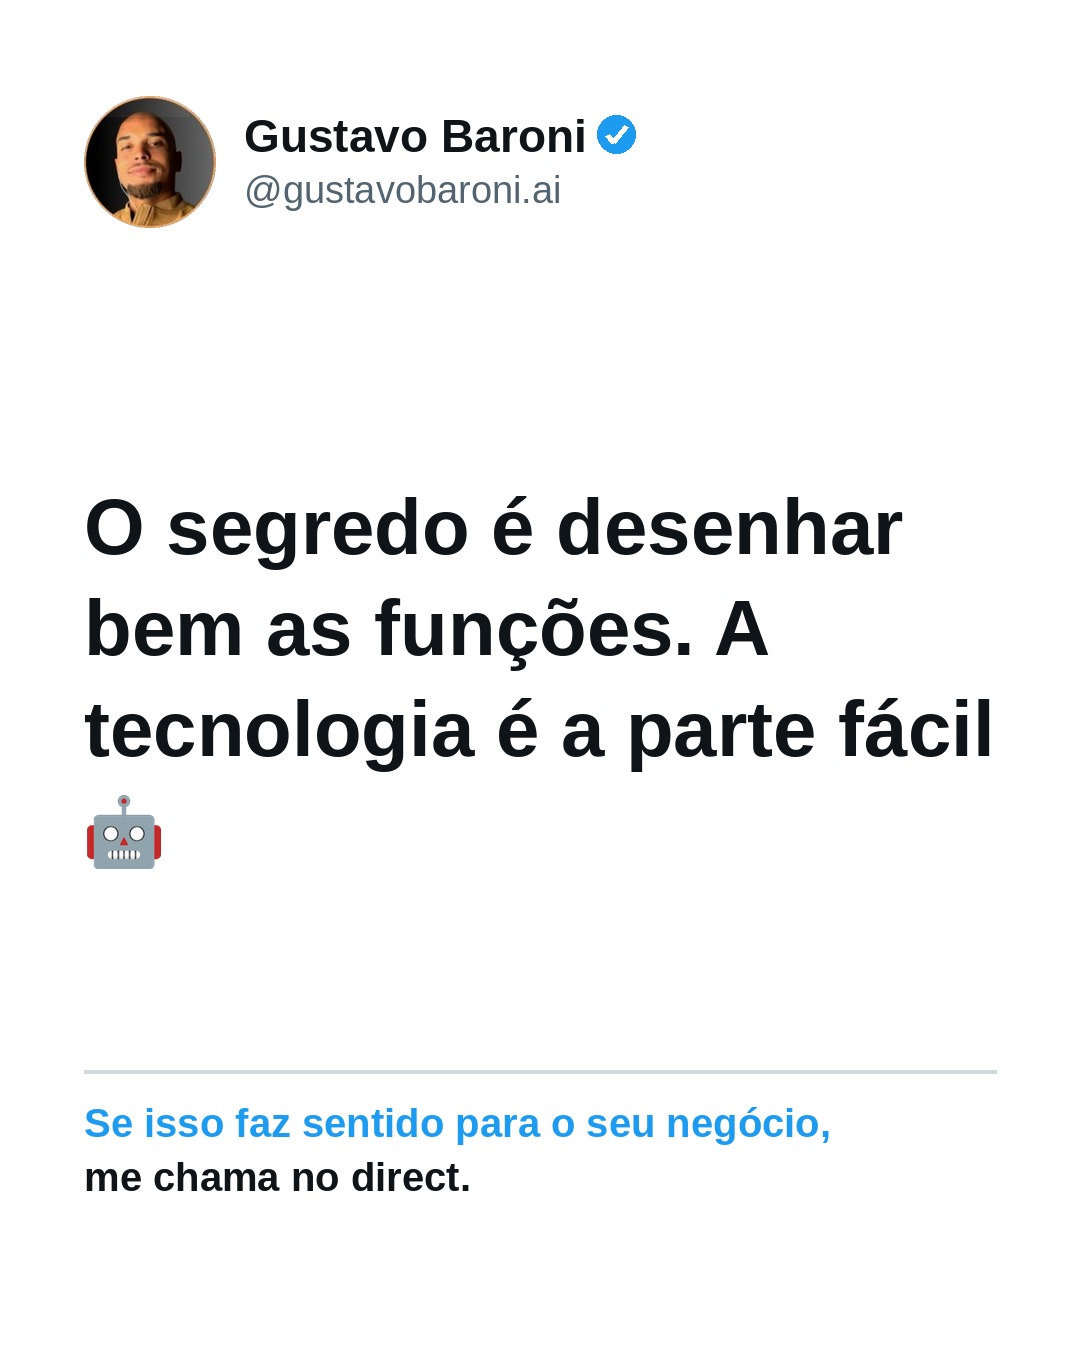 Gustavo Baroni
@gustavobaroni.ai
O segredo é desenhar
bem as funções. A
tecnologia é a parte fácil
🤖
Se isso faz sentido para o seu negócio,
me chama no direct.